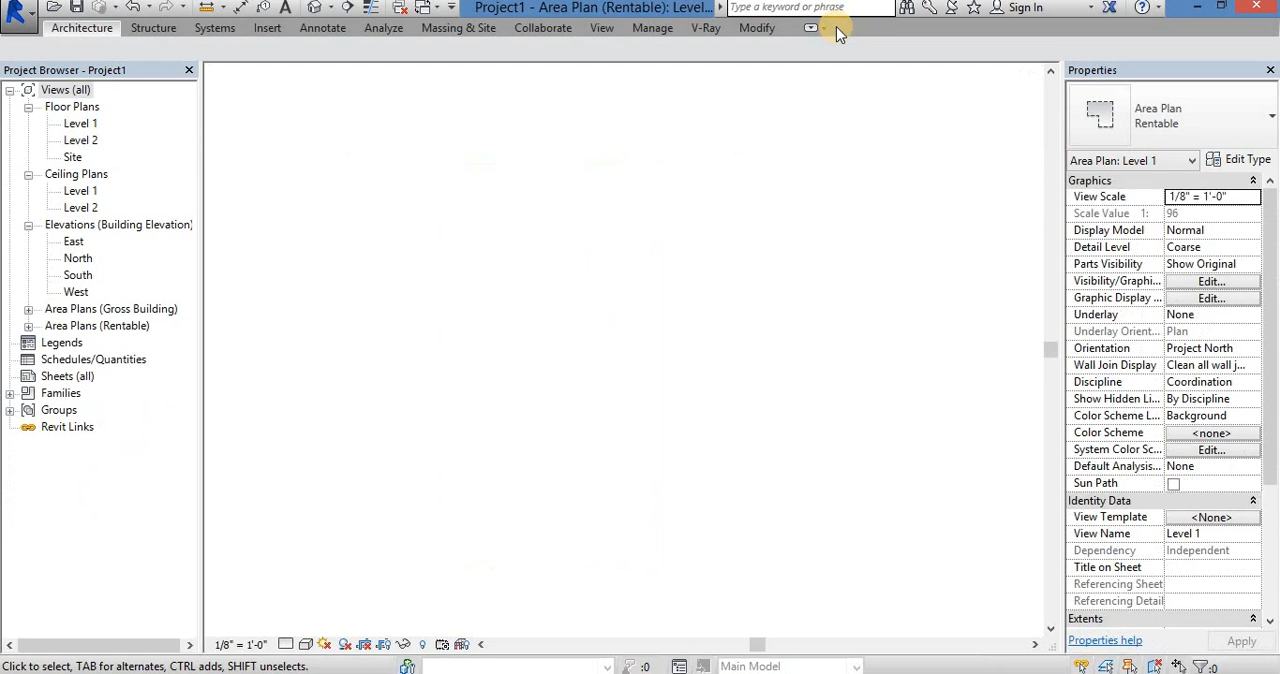 Project1 - Area Plan (Rentable): Level... Type a keyword or phrase Sign In
Architecture Structure Systems Insert Annotate Analyze Massing & Site Collaborate View Manage V-Ray Modify
Project Browser - Project1
Views (all)
Floor Plans
Level 1
Level 2
Site
Ceiling Plans
Level 1
Level 2
Elevations (Building Elevation)
East
North
South
West
Area Plans (Gross Building)
Area Plans (Rentable)
Legends
Schedules/Quantities
Sheets (all)
Families
Groups
Revit Links
Properties
Area Plan
Rentable
Area Plan: Level 1 Edit Type
Graphics
View Scale 1/8" = 1'-0"
Scale Value 1: 96
Display Model Normal
Detail Level Coarse
Parts Visibility Show Original
Visibility/Graphi... Edit...
Graphic Display ... Edit...
Underlay None
Underlay Orient... Plan
Orientation Project North
Wall Join Display Clean all wall j...
Discipline Coordination
Show Hidden Li... By Discipline
Color Scheme L... Background
Color Scheme <none>
System Color Sc... Edit...
Default Analysis... None
Sun Path
Identity Data
View Template <None>
View Name Level 1
Dependency Independent
Title on Sheet
Referencing Sheet
Referencing Detail
Extents
Properties help Apply
1/8" = 1'-0"
Click to select, TAB for alternates, CTRL adds, SHIFT unselects. :0 Main Model :0